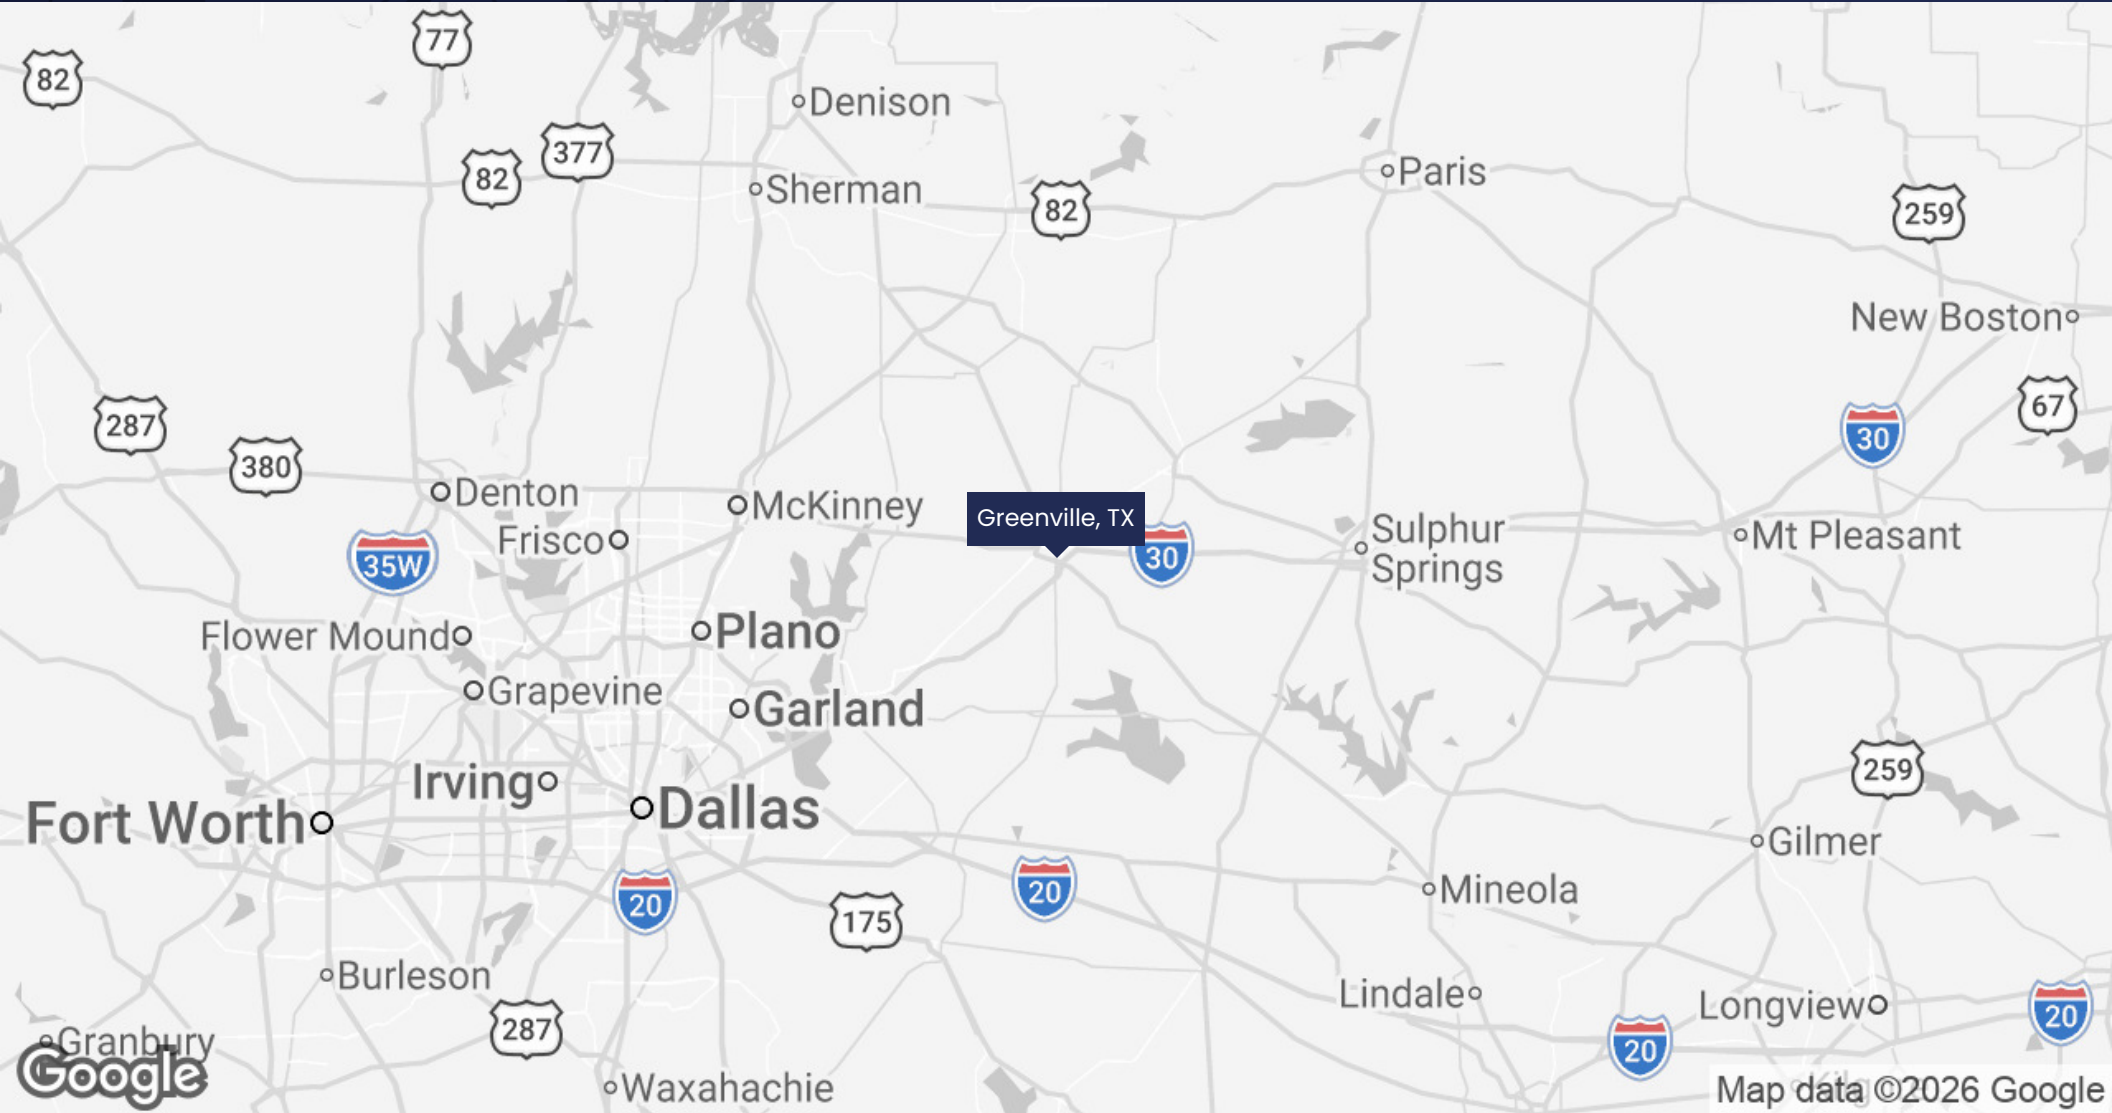 77
82
Denison
377
82
Sherman
82
Paris
259
New Boston
287
380
67
30
Denton
McKinney
Greenville, TX
Frisco
35W
30
Sulphur
Springs
Mt Pleasant
Flower Mound
Plano
Grapevine
Garland
Irving
259
Fort Worth
Dallas
Gilmer
20
20
Mineola
175
Burleson
Lindale
Longview
20
20
287
Granbury
Google
Waxahachie
Map data ©2026 Google